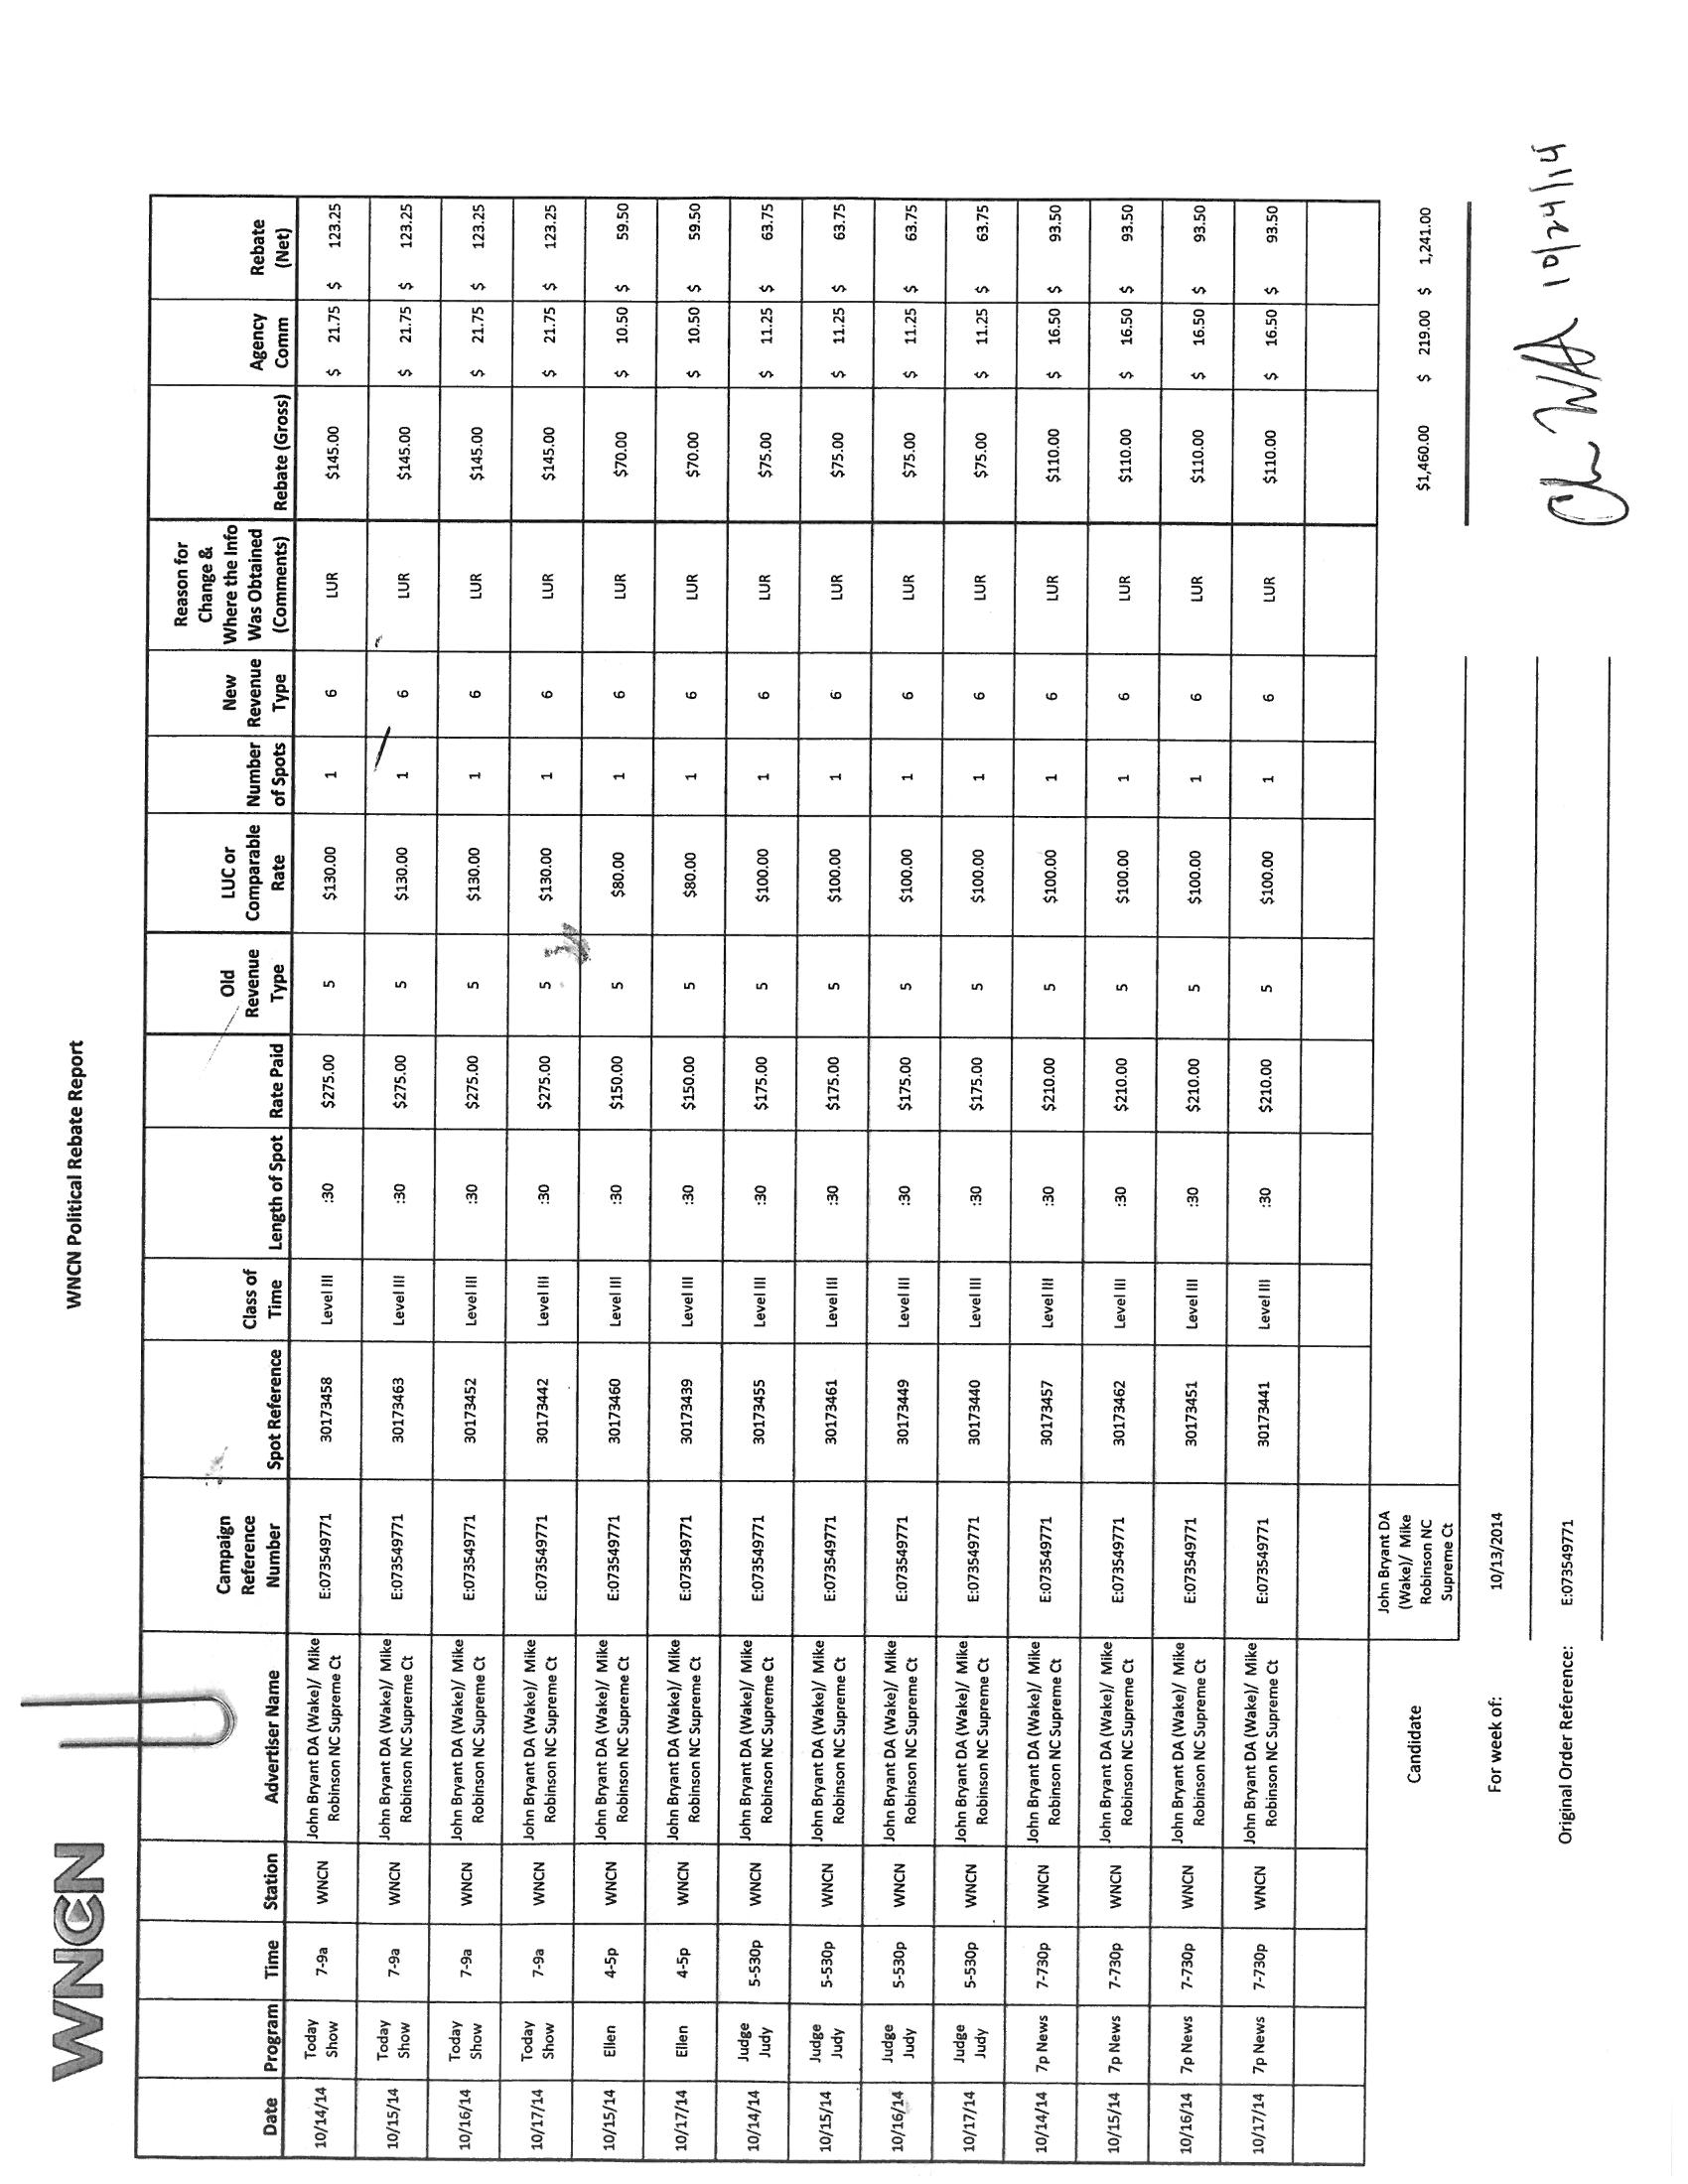 WNCN
WNCN Political Rebate Report
Date Program Time Station Advertiser Name Campaign Reference Number Spot Reference Class of Time Length of Spot Rate Paid Old Revenue Type LUC or Comparable Rate Number of Spots New Revenue Type Reason for Change & Where the Info Was Obtained (Comments) Rebate (Gross) Agency Comm Rebate (Net)
10/14/14 Today Show 7-9a WNCN John Bryant DA (Wake)/ Mike Robinson NC Supreme Ct E:073549771 30173458 Level III :30 $275.00 5 $130.00 1 6 LUR $145.00 $ 21.75 $ 123.25
10/15/14 Today Show 7-9a WNCN John Bryant DA (Wake)/ Mike Robinson NC Supreme Ct E:073549771 30173463 Level III :30 $275.00 5 $130.00 1 6 LUR $145.00 $ 21.75 $ 123.25
10/16/14 Today Show 7-9a WNCN John Bryant DA (Wake)/ Mike Robinson NC Supreme Ct E:073549771 30173452 Level III :30 $275.00 5 $130.00 1 6 LUR $145.00 $ 21.75 $ 123.25
10/17/14 Today Show 7-9a WNCN John Bryant DA (Wake)/ Mike Robinson NC Supreme Ct E:073549771 30173442 Level III :30 $275.00 5 $130.00 1 6 LUR $145.00 $ 21.75 $ 123.25
10/15/14 Ellen 4-5p WNCN John Bryant DA (Wake)/ Mike Robinson NC Supreme Ct E:073549771 30173460 Level III :30 $150.00 5 $80.00 1 6 LUR $70.00 $ 10.50 $ 59.50
10/17/14 Ellen 4-5p WNCN John Bryant DA (Wake)/ Mike Robinson NC Supreme Ct E:073549771 30173439 Level III :30 $150.00 5 $80.00 1 6 LUR $70.00 $ 10.50 $ 59.50
10/14/14 Judge Judy 5-530p WNCN John Bryant DA (Wake)/ Mike Robinson NC Supreme Ct E:073549771 30173455 Level III :30 $175.00 5 $100.00 1 6 LUR $75.00 $ 11.25 $ 63.75
10/15/14 Judge Judy 5-530p WNCN John Bryant DA (Wake)/ Mike Robinson NC Supreme Ct E:073549771 30173461 Level III :30 $175.00 5 $100.00 1 6 LUR $75.00 $ 11.25 $ 63.75
10/16/14 Judge Judy 5-530p WNCN John Bryant DA (Wake)/ Mike Robinson NC Supreme Ct E:073549771 30173449 Level III :30 $175.00 5 $100.00 1 6 LUR $75.00 $ 11.25 $ 63.75
10/17/14 Judge Judy 5-530p WNCN John Bryant DA (Wake)/ Mike Robinson NC Supreme Ct E:073549771 30173440 Level III :30 $175.00 5 $100.00 1 6 LUR $75.00 $ 11.25 $ 63.75
10/14/14 7p News 7-730p WNCN John Bryant DA (Wake)/ Mike Robinson NC Supreme Ct E:073549771 30173457 Level III :30 $210.00 5 $100.00 1 6 LUR $110.00 $ 16.50 $ 93.50
10/15/14 7p News 7-730p WNCN John Bryant DA (Wake)/ Mike Robinson NC Supreme Ct E:073549771 30173462 Level III :30 $210.00 5 $100.00 1 6 LUR $110.00 $ 16.50 $ 93.50
10/16/14 7p News 7-730p WNCN John Bryant DA (Wake)/ Mike Robinson NC Supreme Ct E:073549771 30173451 Level III :30 $210.00 5 $100.00 1 6 LUR $110.00 $ 16.50 $ 93.50
10/17/14 7p News 7-730p WNCN John Bryant DA (Wake)/ Mike Robinson NC Supreme Ct E:073549771 30173441 Level III :30 $210.00 5 $100.00 1 6 LUR $110.00 $ 16.50 $ 93.50
Candidate John Bryant DA (Wake)/ Mike Robinson NC Supreme Ct $1,460.00 $ 219.00 $ 1,241.00
For week of: 10/13/2014
Original Order Reference: E:073549771
10/24/14